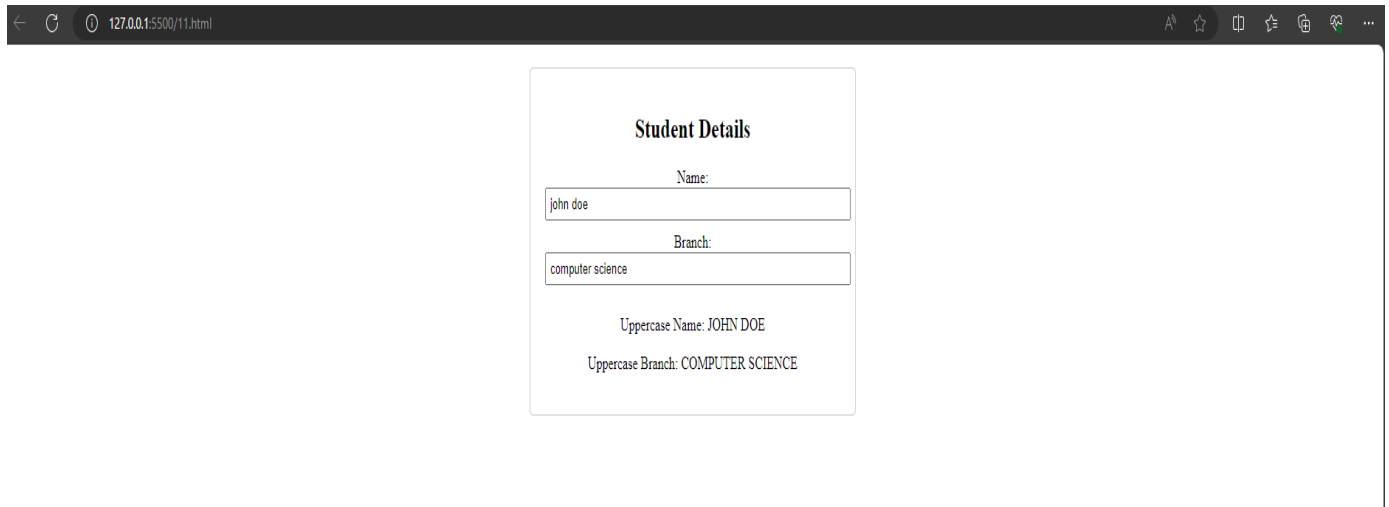 127.0.0.1:5500/11.html
Student Details
Name:
john doe
Branch:
computer science
Uppercase Name: JOHN DOE
Uppercase Branch: COMPUTER SCIENCE